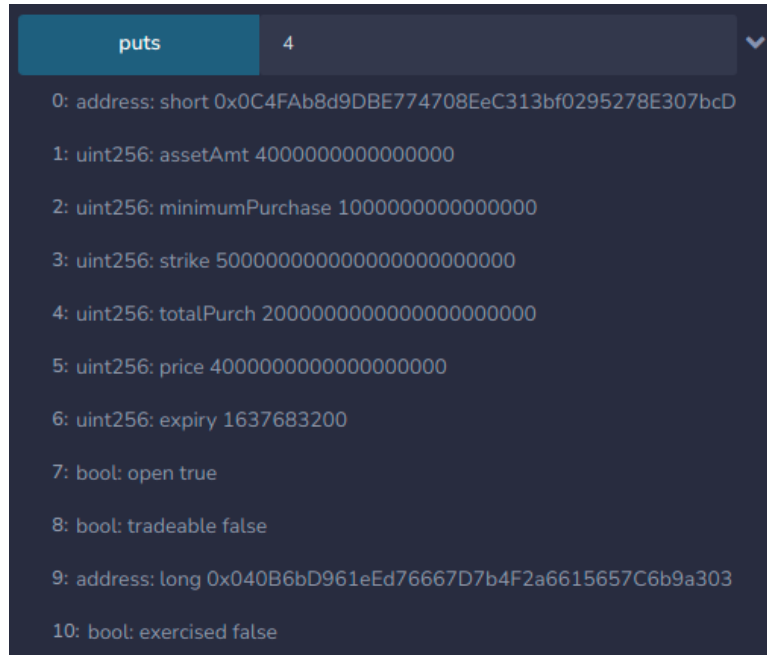 puts 4
0: address: short 0x0C4FAb8d9DBE774708EeC313bf0295278E307bcD
1: uint256: assetAmt 4000000000000000
2: uint256: minimumPurchase 1000000000000000
3: uint256: strike 500000000000000000000000
4: uint256: totalPurch 2000000000000000000000
5: uint256: price 4000000000000000000
6: uint256: expiry 1637683200
7: bool: open true
8: bool: tradeable false
9: address: long 0x040B6bD961eEd76667D7b4F2a6615657C6b9a303
10: bool: exercised false